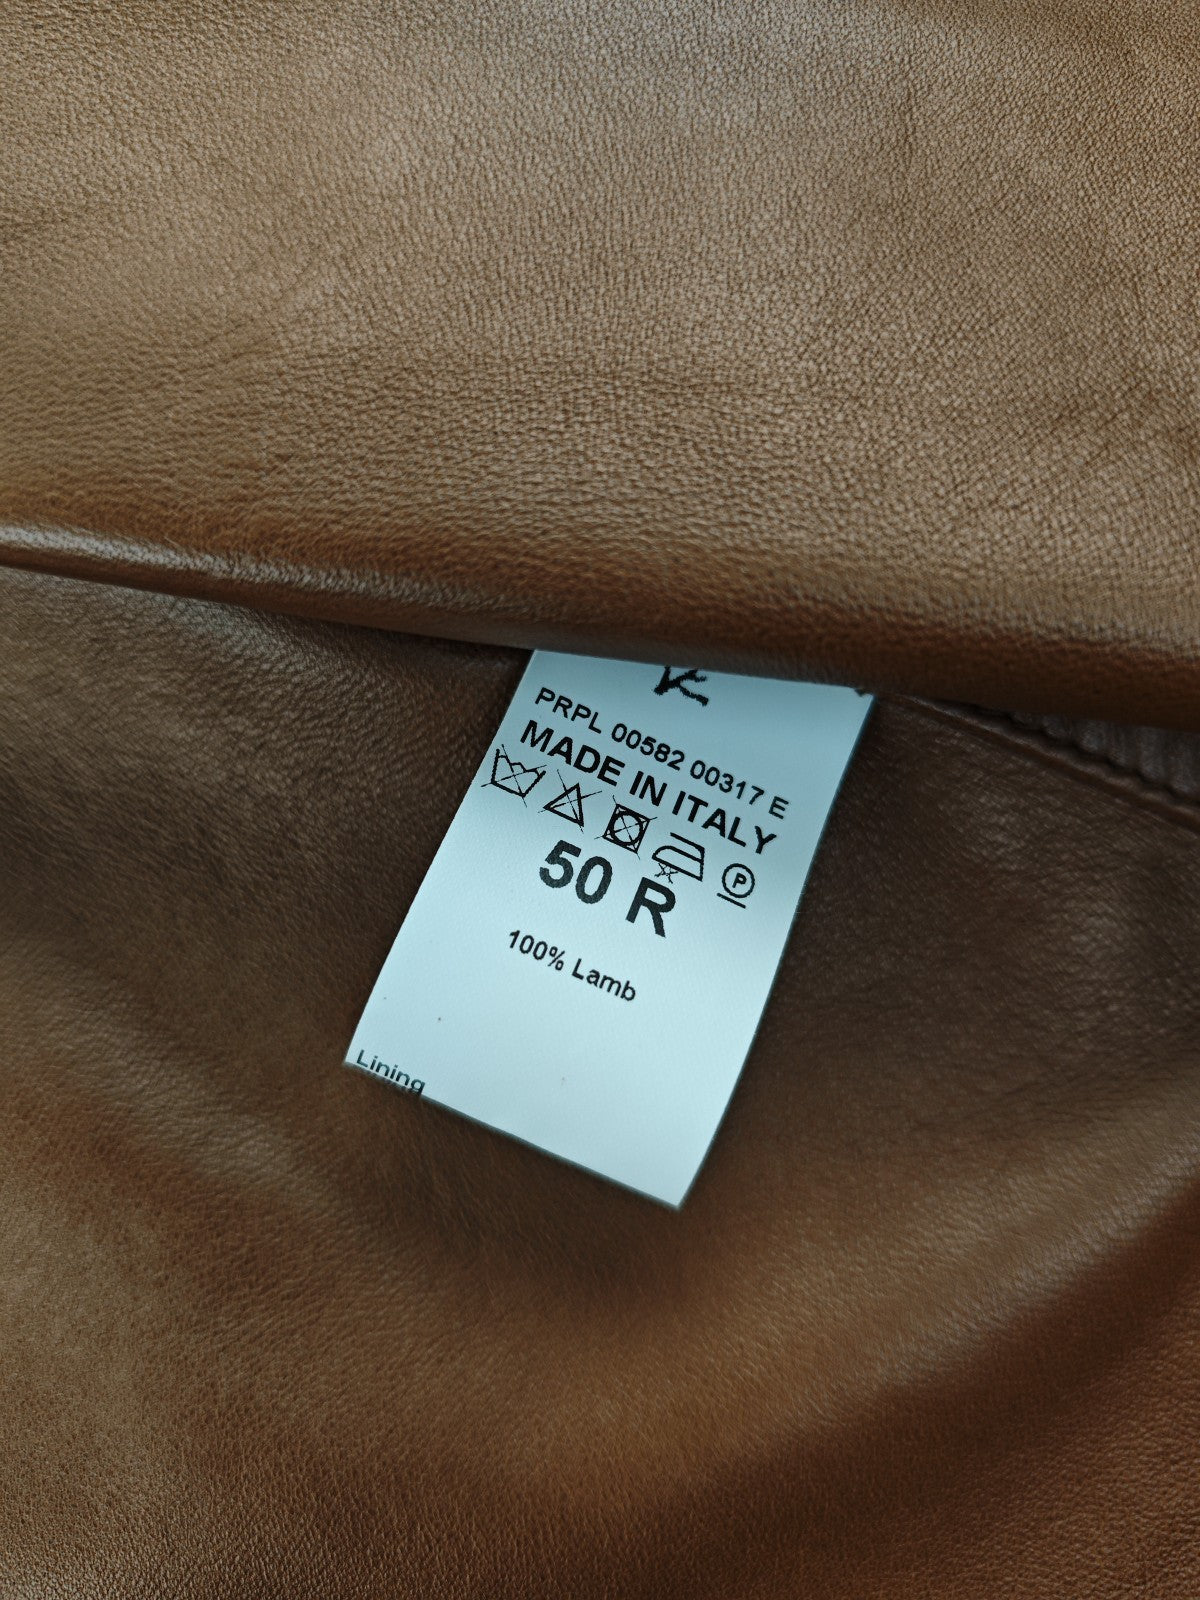 PRPL 00582 00317 E
MADE IN ITALY
P
50 R
100% Lamb
Lining